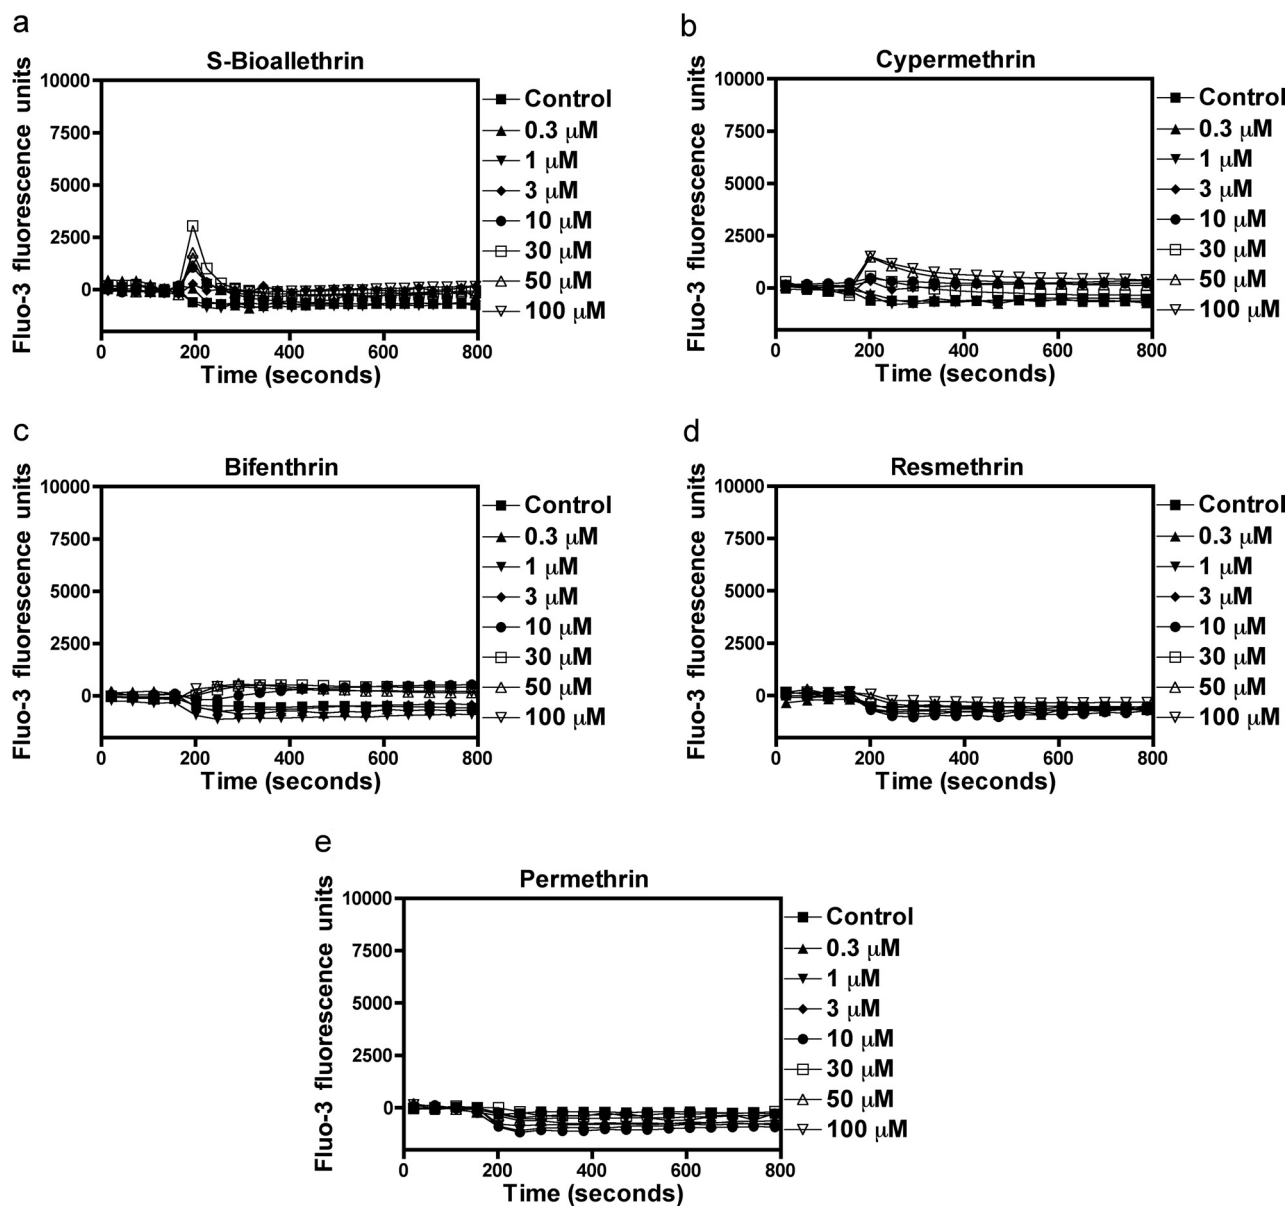 a
S-Bioallethrin
Fluo-3 fluorescence units
10000
7500
5000
2500
0
0 200 400 600 800
Time (seconds)
Control
0.3 μM
1 μM
3 μM
10 μM
30 μM
50 μM
100 μM
b
Cypermethrin
Fluo-3 fluorescence units
10000
7500
5000
2500
0
0 200 400 600 800
Time (seconds)
Control
0.3 μM
1 μM
3 μM
10 μM
30 μM
50 μM
100 μM
c
Bifenthrin
Fluo-3 fluorescence units
10000
7500
5000
2500
0
0 200 400 600 800
Time (seconds)
Control
0.3 μM
1 μM
3 μM
10 μM
30 μM
50 μM
100 μM
d
Resmethrin
Fluo-3 fluorescence units
10000
7500
5000
2500
0
0 200 400 600 800
Time (seconds)
Control
0.3 μM
1 μM
3 μM
10 μM
30 μM
50 μM
100 μM
e
Permethrin
Fluo-3 fluorescence units
10000
7500
5000
2500
0
0 200 400 600 800
Time (seconds)
Control
0.3 μM
1 μM
3 μM
10 μM
30 μM
50 μM
100 μM